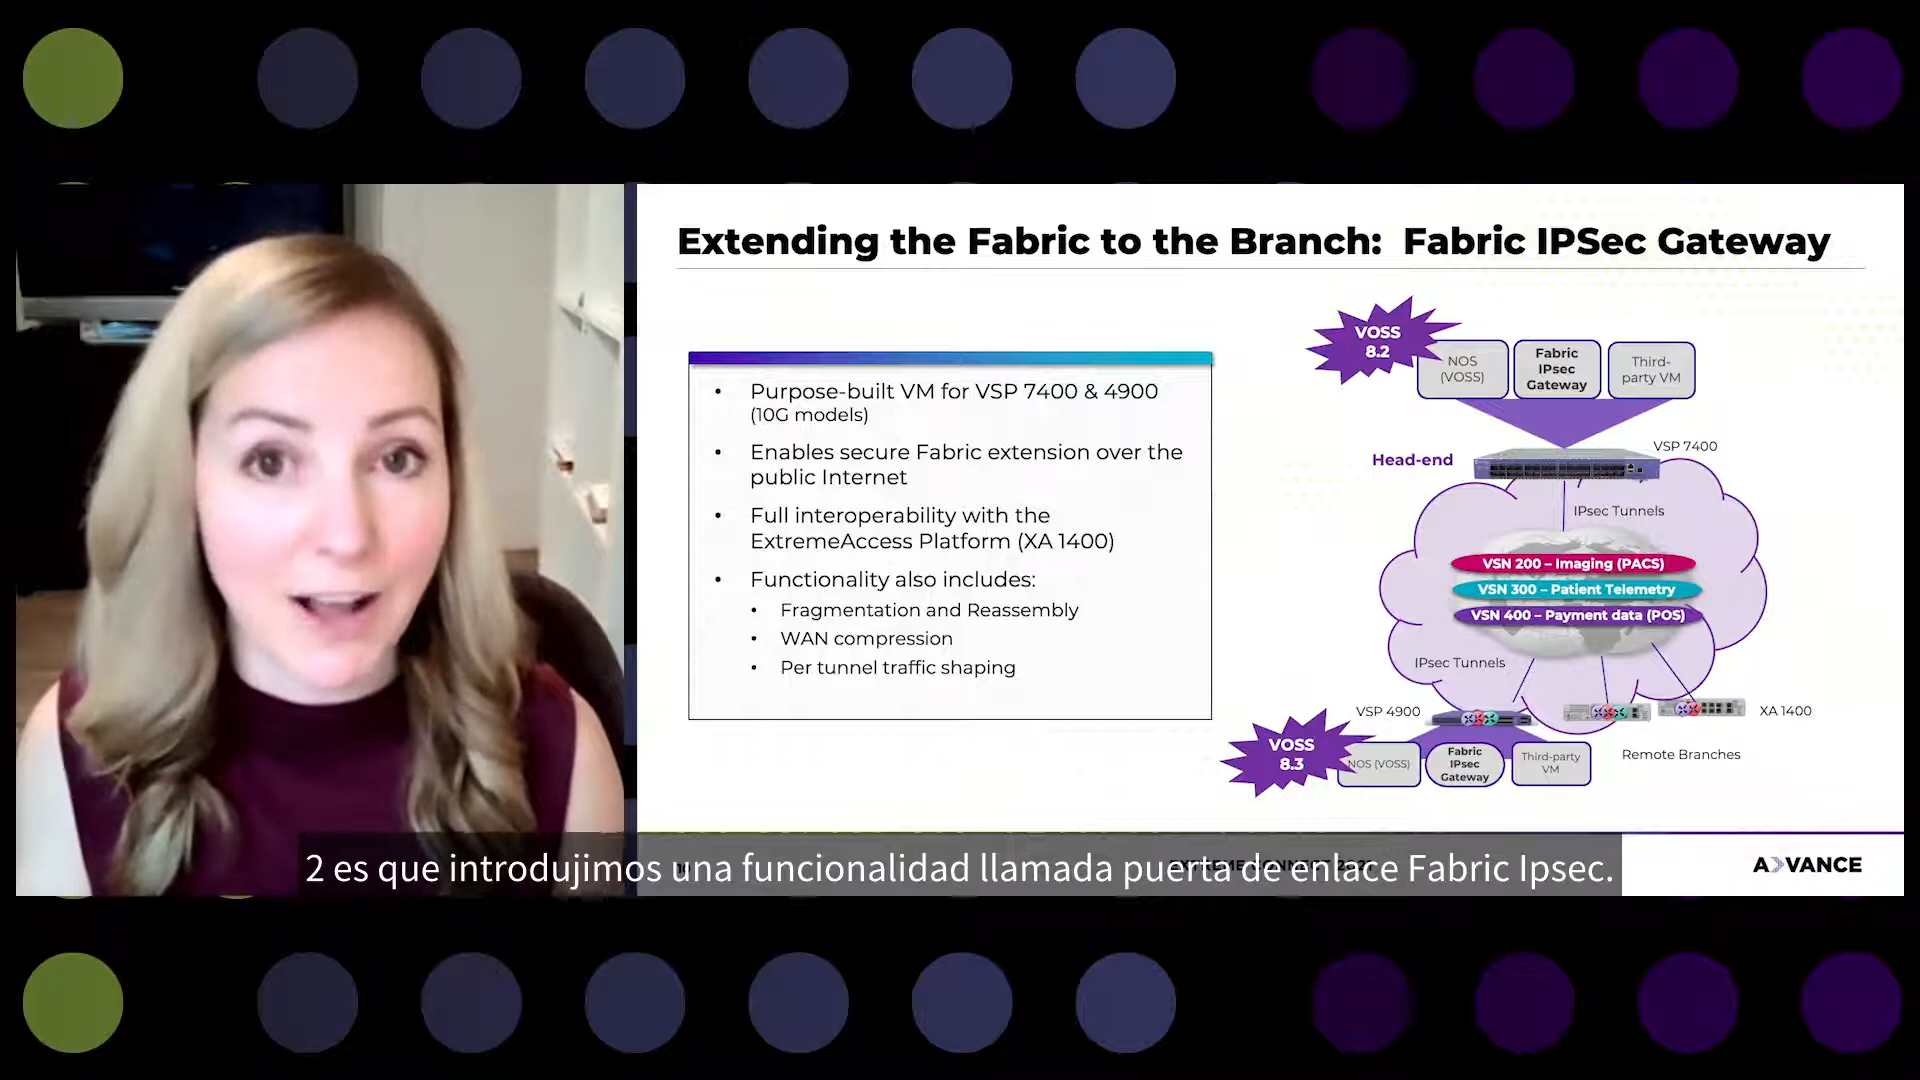 Extending the Fabric to the Branch: Fabric IPSec Gateway
• Purpose-built VM for VSP 7400 & 4900
(10G models)
• Enables secure Fabric extension over the
public Internet
• Full interoperability with the
ExtremeAccess Platform (XA 1400)
• Functionality also includes:
• Fragmentation and Reassembly
• WAN compression
• Per tunnel traffic shaping
VOSS
8.2
NOS
(VOSS)
Fabric
IPsec
Gateway
Third-
party VM
VSP 7400
Head-end
IPsec Tunnels
VSN 200 – Imaging (PACS)
VSN 300 – Patient Telemetry
VSN 400 – Payment data (POS)
IPsec Tunnels
VSP 4900
XA 1400
VOSS
8.3
NOS (VOSS)
Fabric
IPsec
Gateway
Third-party
VM
Remote Branches
2 es que introdujimos una funcionalidad llamada puerta de enlace Fabric Ipsec.
ADVANCE